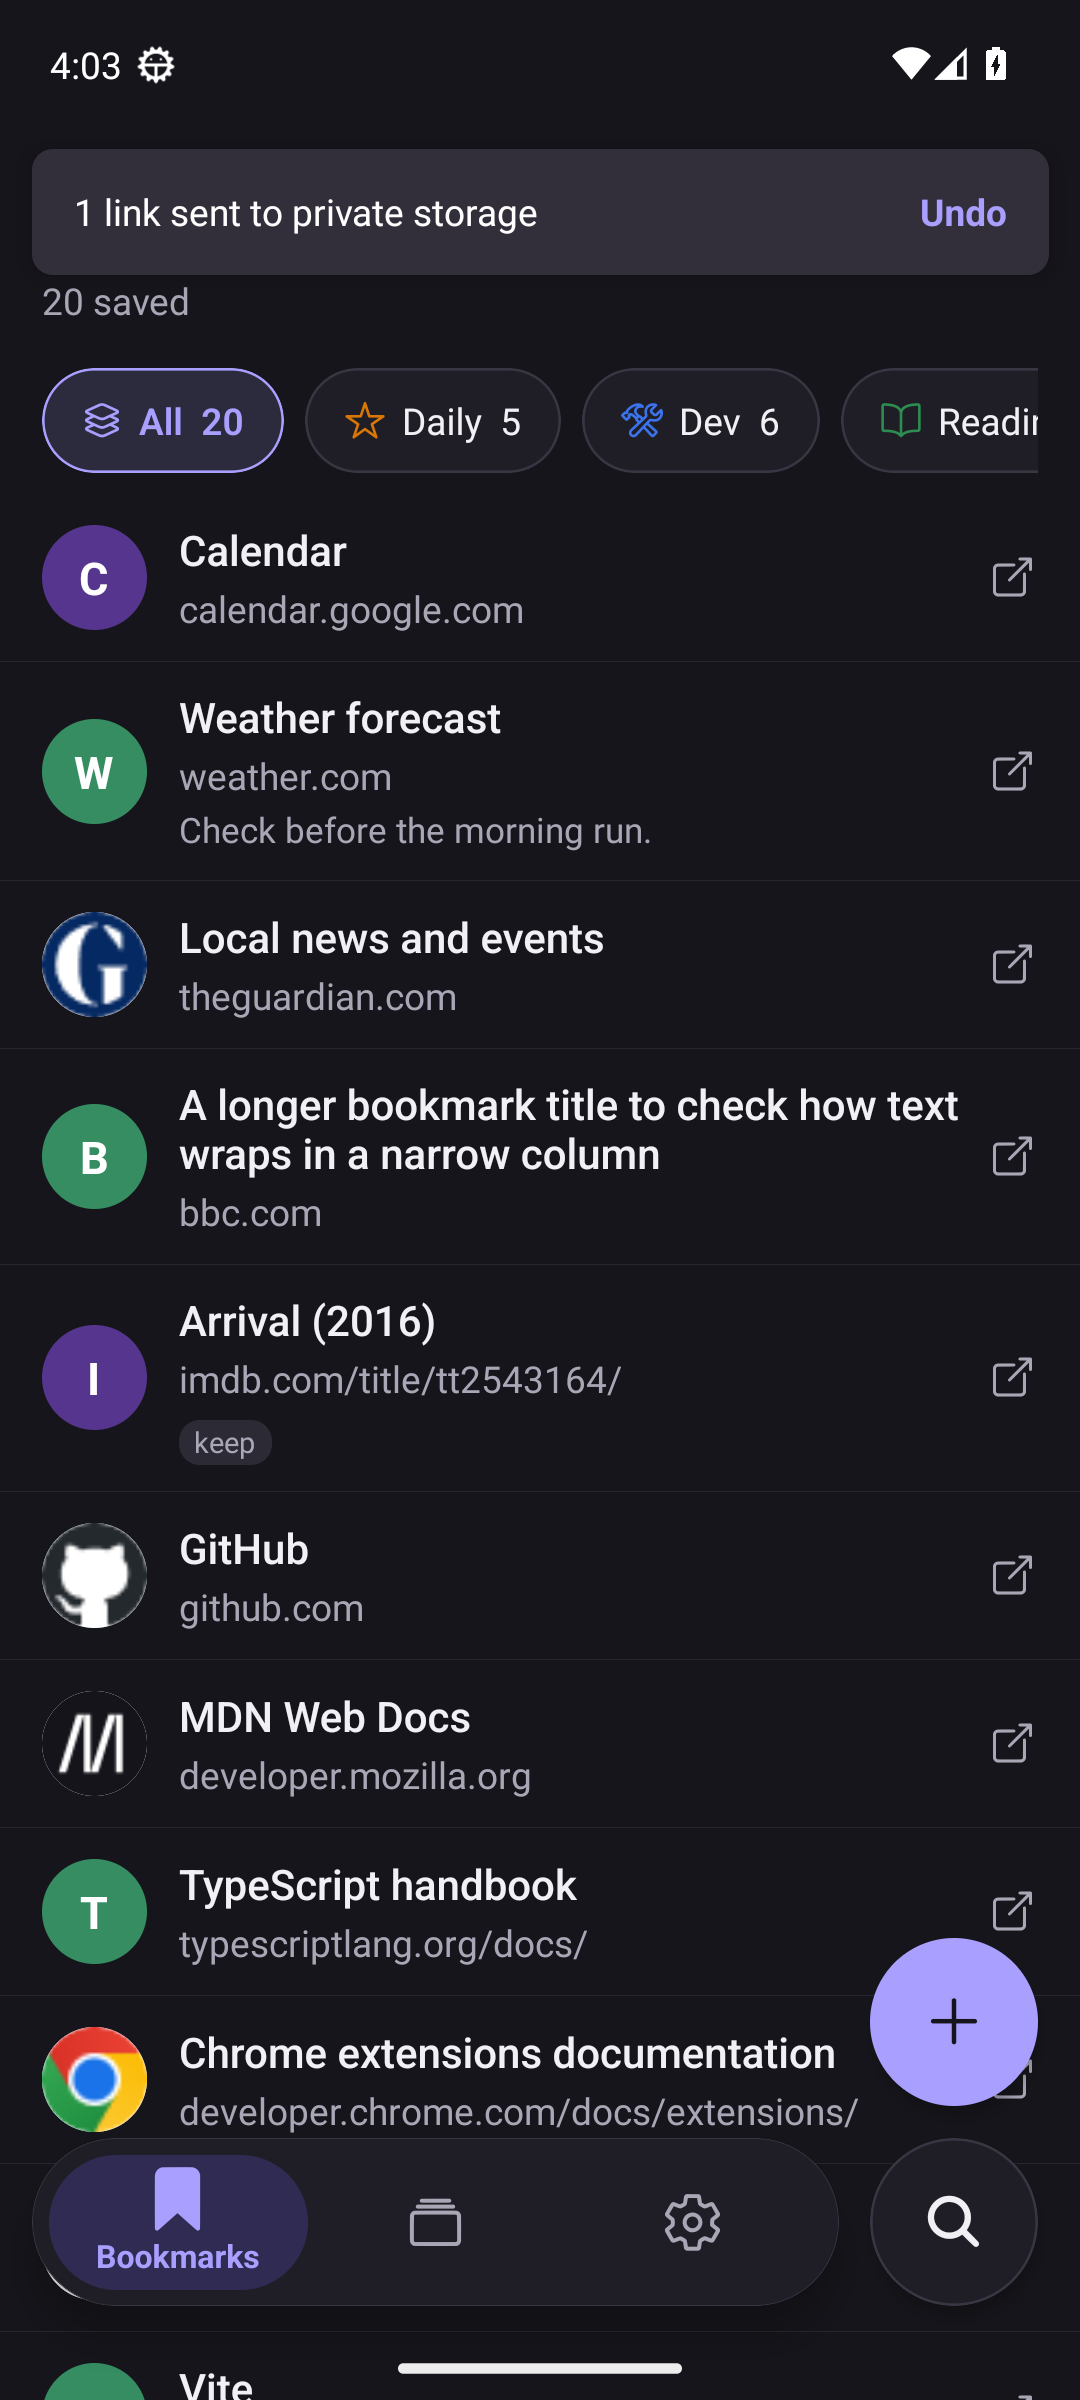 4:03
1 link sent to private storage Undo
20 saved
All 20 Daily 5 Dev 6 Readin
C Calendar
calendar.google.com
W Weather forecast
weather.com
Check before the morning run.
G Local news and events
theguardian.com
B A longer bookmark title to check how text
wraps in a narrow column
bbc.com
I Arrival (2016)
imdb.com/title/tt2543164/
keep
GitHub
github.com
M MDN Web Docs
developer.mozilla.org
T TypeScript handbook
typescriptlang.org/docs/
Chrome extensions documentation
developer.chrome.com/docs/extensions/
Bookmarks
Vite